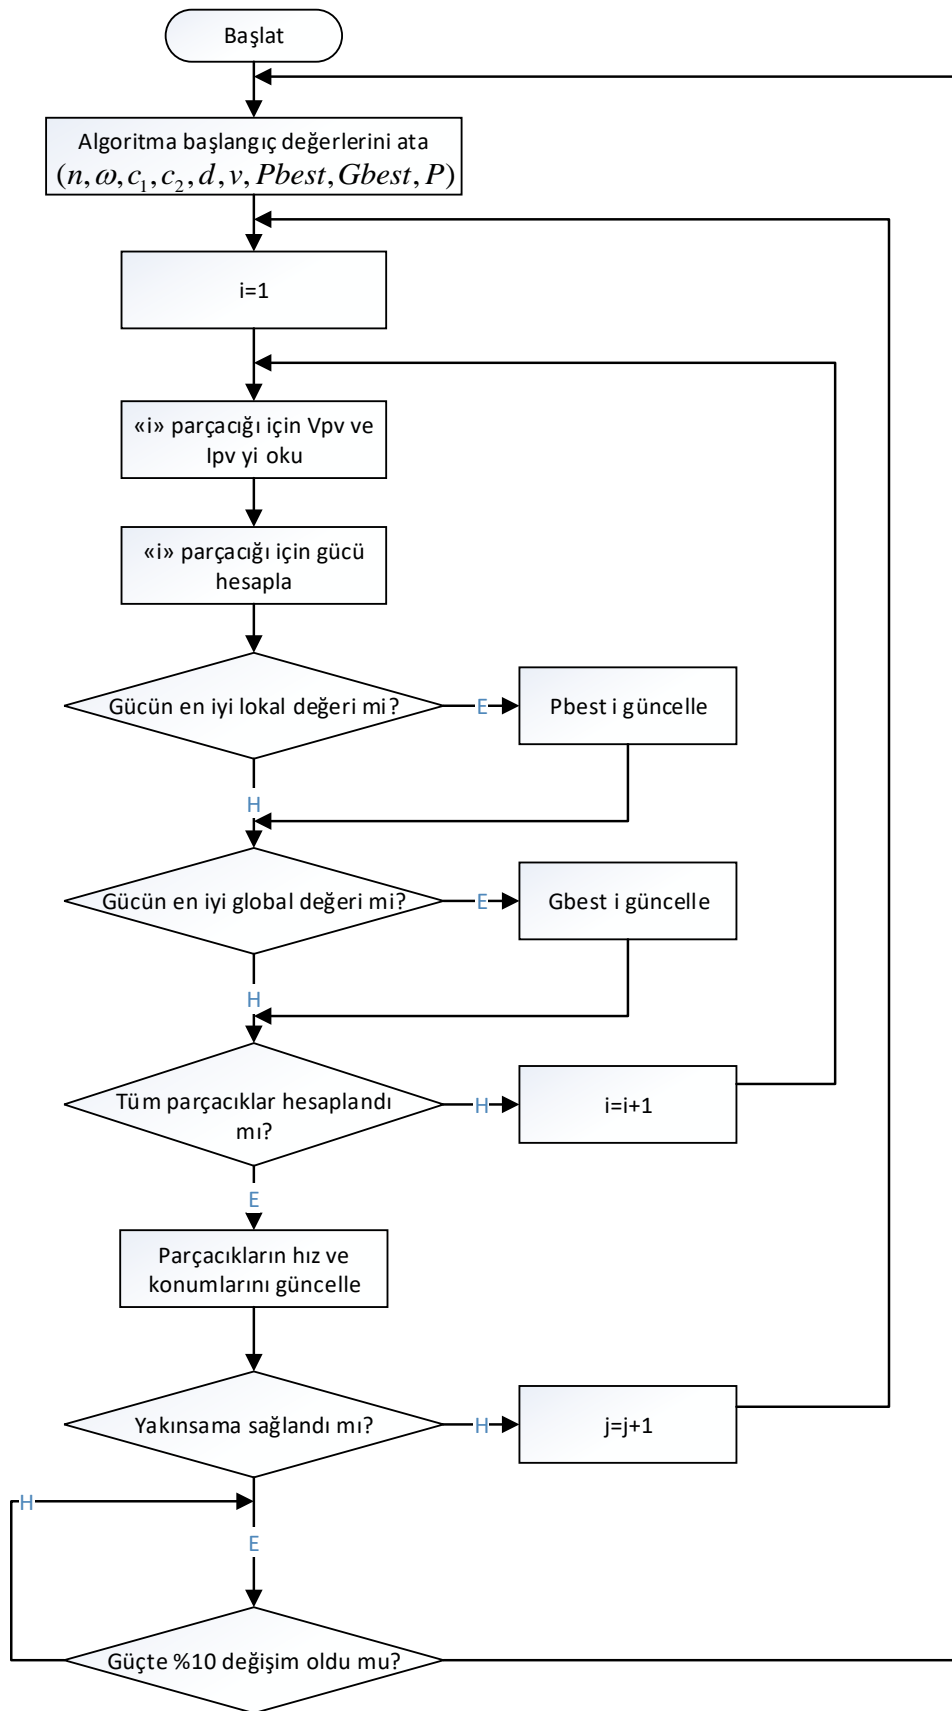 Başlat
Algoritma başlangıç değerlerini ata
(n, ω, c₁, c₂, d, v, Pbest, Gbest, P)
i=1
«i» parçacığı için Vpv ve
Ipv yi oku
«i» parçacığı için gücü
hesapla
Gücün en iyi lokal değeri mi?
E
Pbest i güncelle
H
Gücün en iyi global değeri mi?
E
Gbest i güncelle
H
Tüm parçacıklar hesaplandı
mı?
H
i=i+1
E
Parçacıkların hız ve
konumlarını güncelle
Yakınsama sağlandı mı?
H
j=j+1
H
E
Güçte %10 değişim oldu mu?